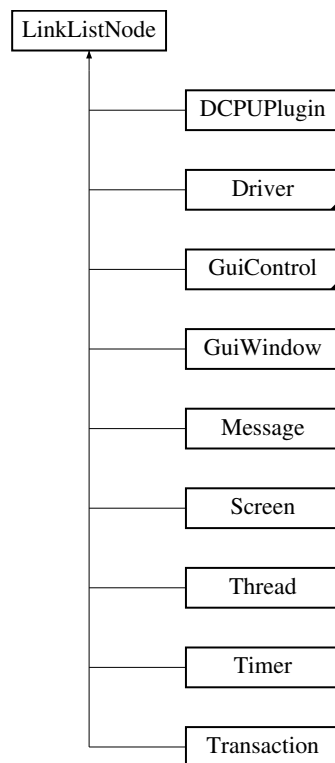 LinkListNode
DCPUPlugin
Driver
GuiControl
GuiWindow
Message
Screen
Thread
Timer
Transaction